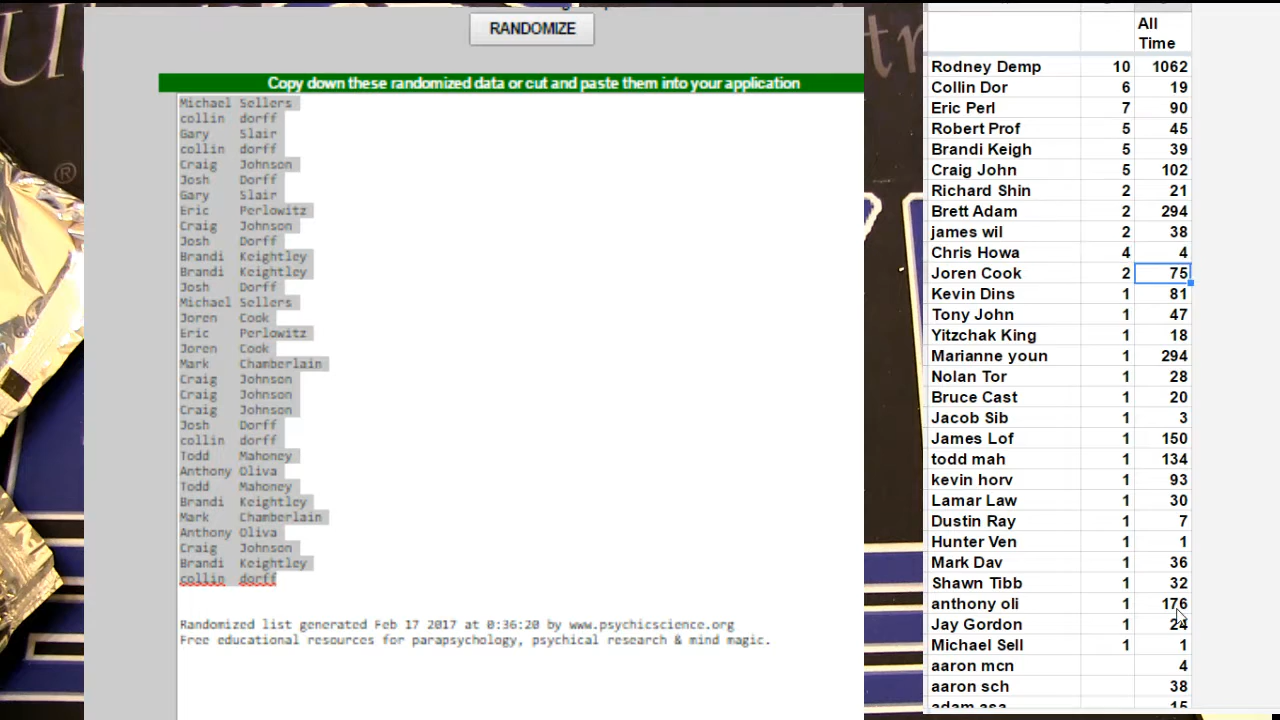 RANDOMIZE
Copy down these randomized data or cut and paste them into your application
Michael Sellers
collin dorff
Gary Slair
collin dorff
Craig Johnson
Josh Dorff
Gary Slair
Eric Perlowitz
Craig Johnson
Josh Dorff
Brandi Keightley
Brandi Keightley
Josh Dorff
Michael Sellers
Joren Cook
Eric Perlowitz
Joren Cook
Mark Chamberlain
Craig Johnson
Craig Johnson
Craig Johnson
Josh Dorff
collin dorff
Todd Mahoney
Anthony Oliva
Todd Mahoney
Brandi Keightley
Mark Chamberlain
Anthony Oliva
Craig Johnson
Brandi Keightley
collin dorff
Randomized list generated Feb 17 2017 at 0:36:20 by www.psychicscience.org
Free educational resources for parapsychology, psychical research & mind magic.
All
Time
Rodney Demp 10 1062
Collin Dor 6 19
Eric Perl 7 90
Robert Prof 5 45
Brandi Keigh 5 39
Craig John 5 102
Richard Shin 2 21
Brett Adam 2 294
james wil 2 38
Chris Howa 4 4
Joren Cook 2 75
Kevin Dins 1 81
Tony John 1 47
Yitzchak King 1 18
Marianne youn 1 294
Nolan Tor 1 28
Bruce Cast 1 20
Jacob Sib 1 3
James Lof 1 150
todd mah 1 134
kevin horv 1 93
Lamar Law 1 30
Dustin Ray 1 7
Hunter Ven 1 1
Mark Dav 1 36
Shawn Tibb 1 32
anthony oli 1 176
Jay Gordon 1 24
Michael Sell 1 1
aaron mcn 4
aaron sch 38
adam asa 15